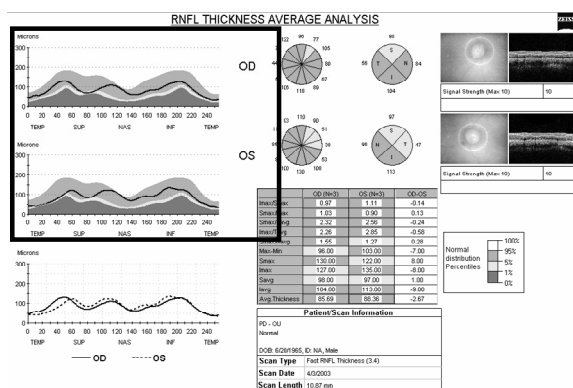 RNFL THICKNESS AVERAGE ANALYSIS
ZEISS
Microns
300
200
100
0
0 20 40 60 80 100 120 140 160 180 200 220 240
TEMP SUP NAS INF TEMP
OD
Microns
300
200
100
0
0 20 40 60 80 100 120 140 160 180 200 220 240
TEMP SUP NAS INF TEMP
OS
Microns
300
200
100
0
0 20 40 60 80 100 120 140 160 180 200 220 240
TEMP SUP NAS INF TEMP
OD OS
S
T N
I
84
104
97
S
T N
I
47
113
Signal Strength (Max 10) 10
Signal Strength (Max 10) 10
OD (N=3) OS (N=3) OD-OS
0.97 1.11 -0.14
1.03 0.90 0.13
2.32 2.56 -0.24
2.26 2.85 -0.58
1.55 1.27 0.28
Max-Min 96.00 103.00 -7.00
Smax 130.00 122.00 8.00
Imax 127.00 135.00 -8.00
Savg 98.00 97.00 1.00
Iavg 104.00 113.00 -9.00
Avg.Thickness 85.69 88.36 -2.67
Normal
distribution
Percentiles
100%
95%
5%
1%
0%
Patient/Scan Information
PD - OU
Normal
DOB: 6/28/1965, ID: NA, Male
Scan Type Fast RNFL Thickness (3.4)
Scan Date 4/3/2003
Scan Length 10.87 mm